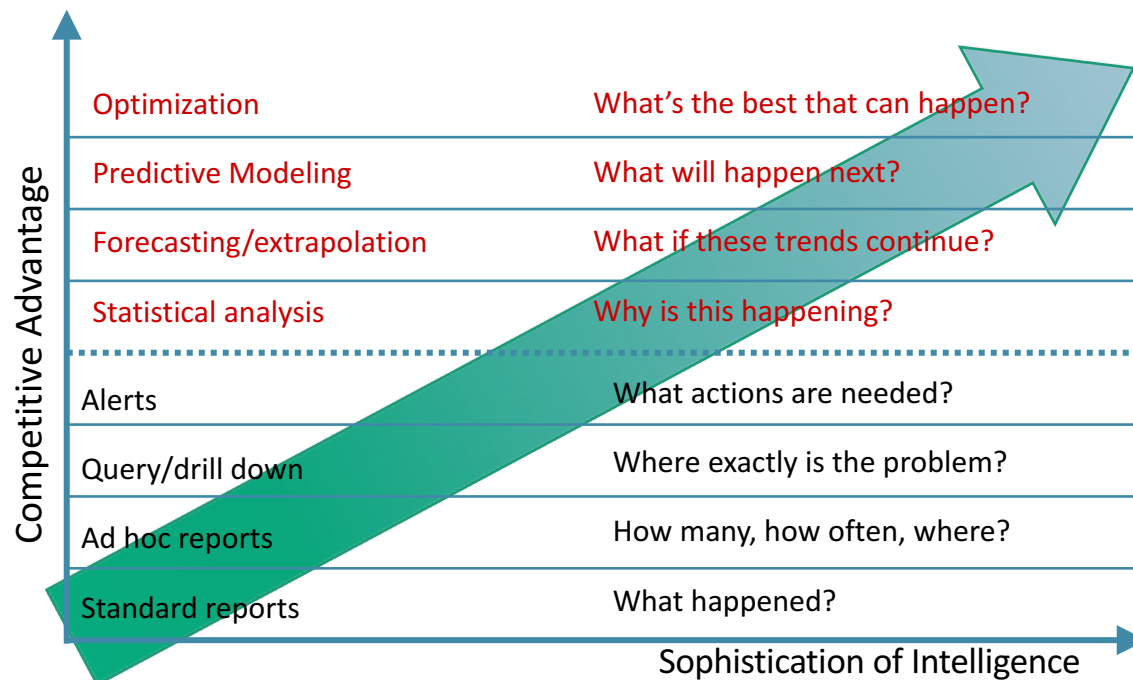 Competitive Advantage
Optimization What’s the best that can happen?
Predictive Modeling What will happen next?
Forecasting/extrapolation What if these trends continue?
Statistical analysis Why is this happening?
Alerts What actions are needed?
Query/drill down Where exactly is the problem?
Ad hoc reports How many, how often, where?
Standard reports What happened?
Sophistication of Intelligence